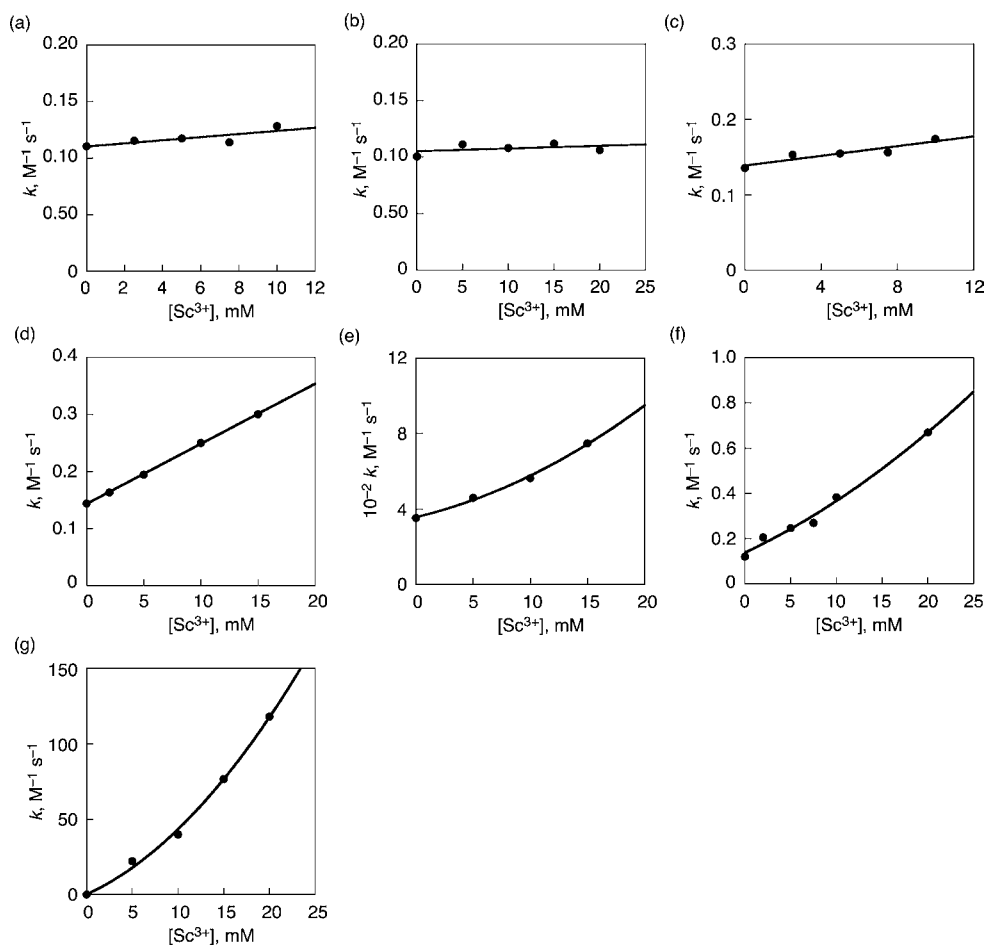 (a)
0.20
0.15
0.10
0.50
0
k, M⁻¹ s⁻¹
0 2 4 6 8 10 12
[Sc³⁺], mM
(b)
0.20
0.15
0.10
0.50
0
k, M⁻¹ s⁻¹
0 5 10 15 20 25
[Sc³⁺], mM
(c)
0.3
0.2
0.1
0
k, M⁻¹ s⁻¹
0 4 8 12
[Sc³⁺], mM
(d)
0.4
0.3
0.2
0.1
0
k, M⁻¹ s⁻¹
0 5 10 15 20
[Sc³⁺], mM
(e)
12
8
4
0
10⁻² k, M⁻¹ s⁻¹
0 5 10 15 20
[Sc³⁺], mM
(f)
1.0
0.8
0.6
0.4
0.2
0
k, M⁻¹ s⁻¹
0 5 10 15 20 25
[Sc³⁺], mM
(g)
150
100
50
0
k, M⁻¹ s⁻¹
0 5 10 15 20 25
[Sc³⁺], mM